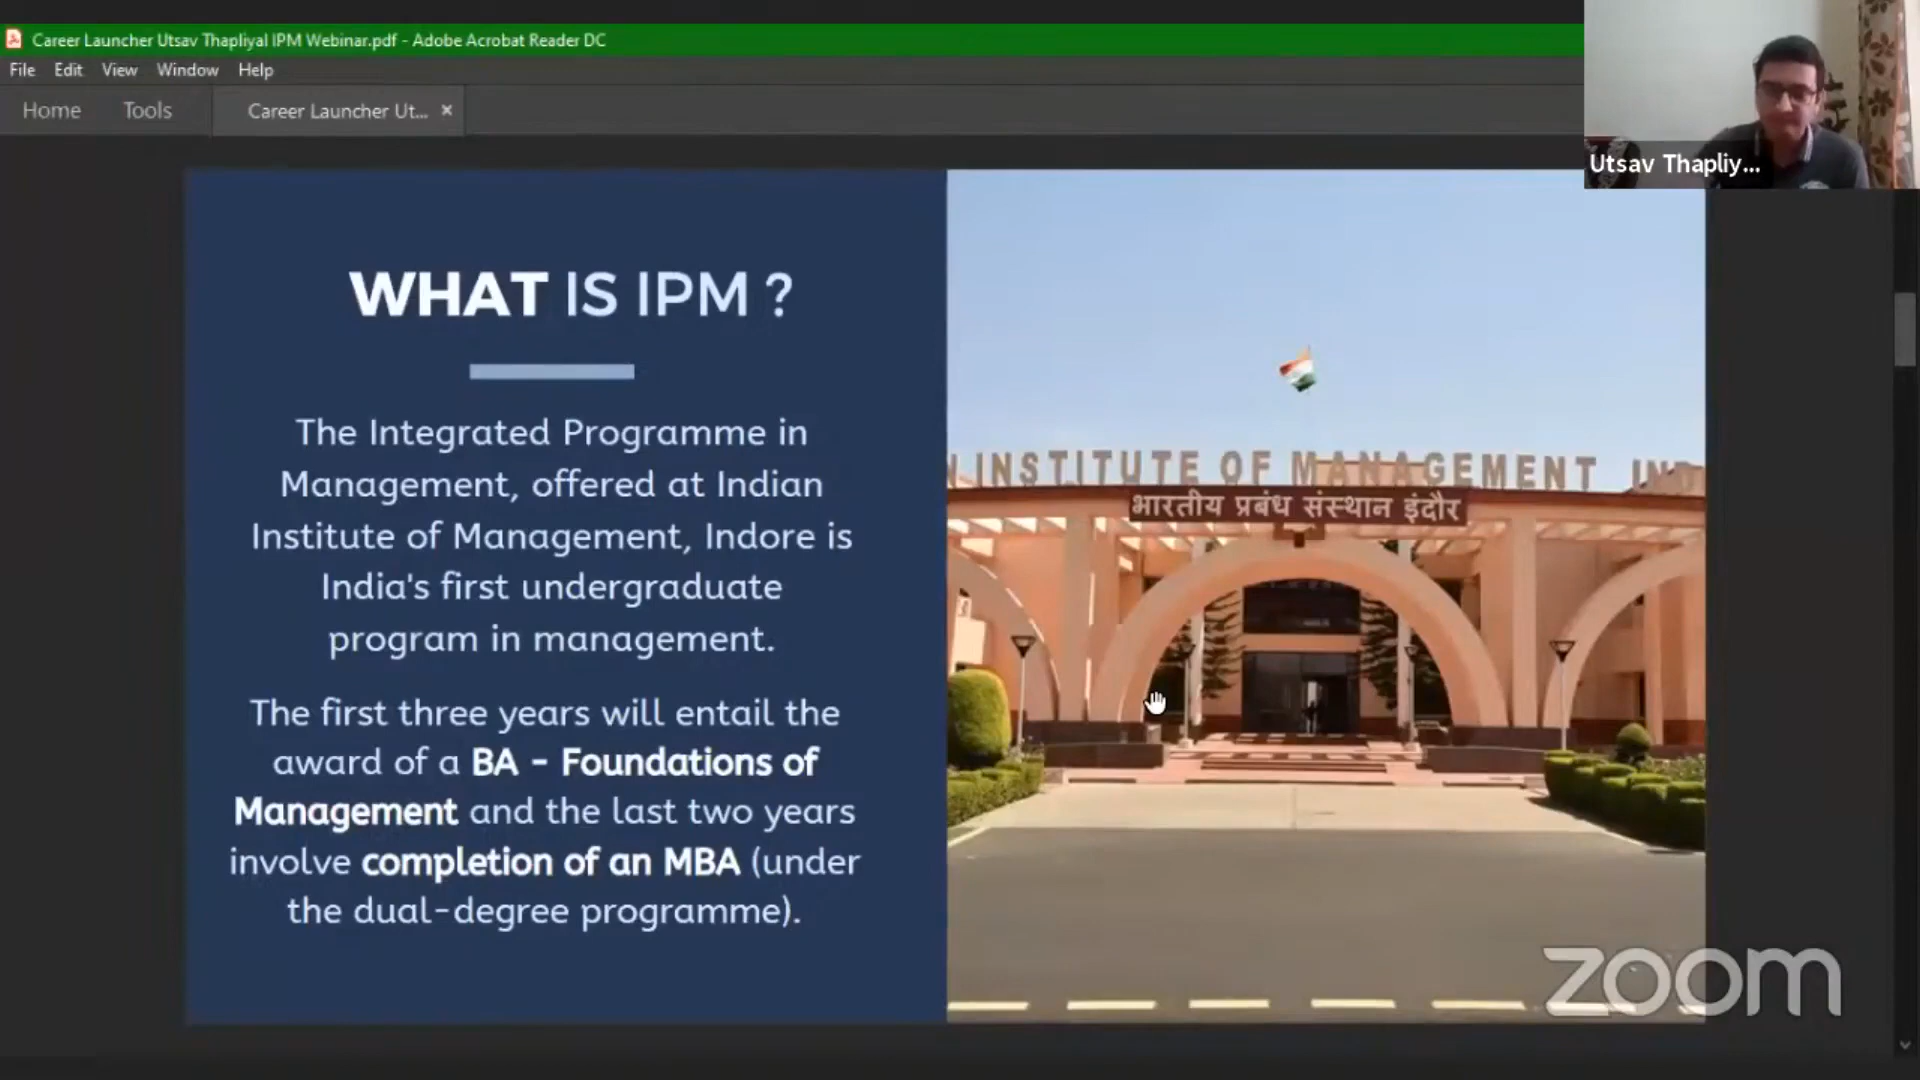 Career Launcher Utsav Thapliyal IPM Webinar.pdf - Adobe Acrobat Reader DC
File Edit View Window Help
Home Tools Career Launcher Ut... ×
Utsav Thapliy...
WHAT IS IPM ?
The Integrated Programme in
Management, offered at Indian
Institute of Management, Indore is
India's first undergraduate
program in management.
The first three years will entail the
award of a BA - Foundations of
Management and the last two years
involve completion of an MBA (under
the dual-degree programme).
N INSTITUTE OF MANAGEMENT IND
भारतीय प्रबंध संस्थान इंदौर
zoom